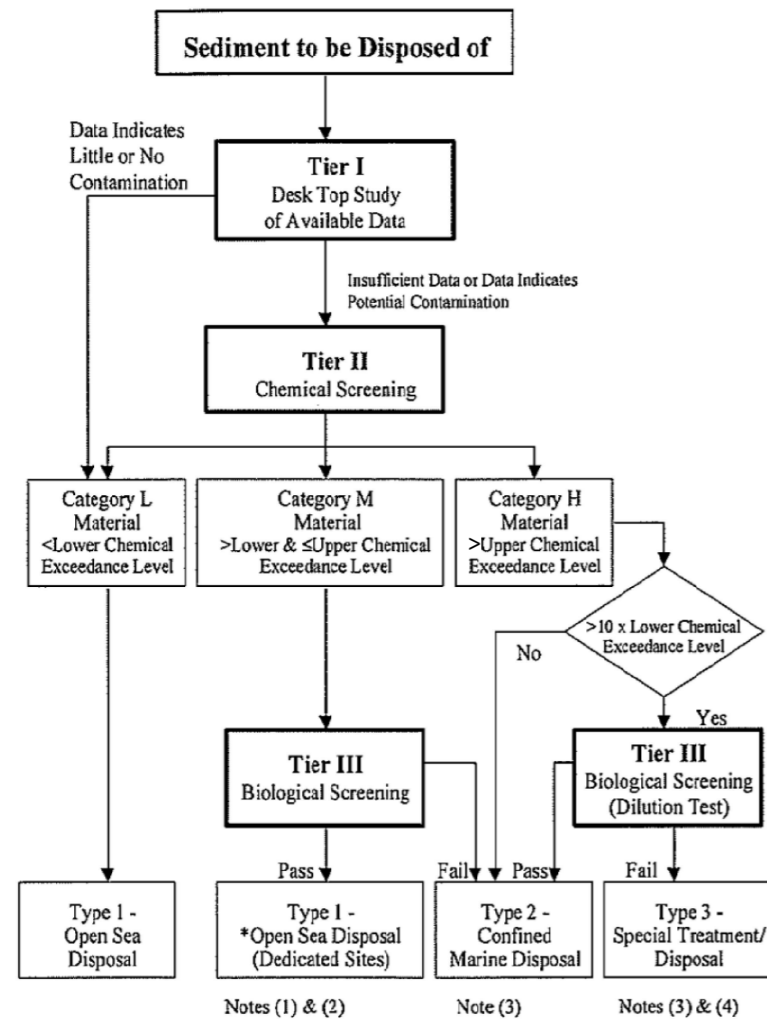 Sediment to be Disposed of
Data Indicates
Little or No
Contamination
Tier I
Desk Top Study
of Available Data
Insufficient Data or Data Indicates
Potential Contamination
Tier II
Chemical Screening
Category L
Material
<Lower Chemical
Exceedance Level
Category M
Material
>Lower & ≤Upper Chemical
Exceedance Level
Category H
Material
>Upper Chemical
Exceedance Level
>10 x Lower Chemical
Exceedance Level
No
Yes
Tier III
Biological Screening
Tier III
Biological Screening
(Dilution Test)
Pass
Fail
Pass
Fail
Type 1 -
Open Sea
Disposal
Type 1 -
*Open Sea Disposal
(Dedicated Sites)
Type 2 -
Confined
Marine Disposal
Type 3 -
Special Treatment/
Disposal
Notes (1) & (2)
Note (3)
Notes (3) & (4)